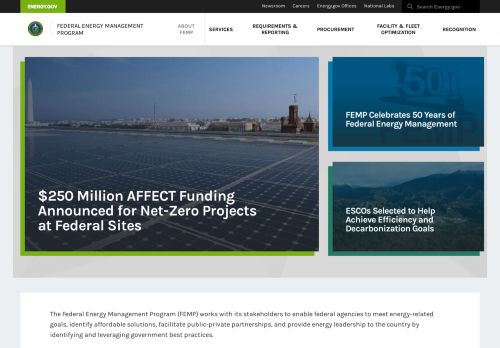 ENERGY.GOV
Newsroom Careers Energy.gov Offices National Labs Search Energy.gov
FEDERAL ENERGY MANAGEMENT
PROGRAM
ABOUT
FEMP
SERVICES
REQUIREMENTS &
REPORTING
PROCUREMENT
FACILITY & FLEET
OPTIMIZATION
RECOGNITION
$250 Million AFFECT Funding
Announced for Net-Zero Projects
at Federal Sites
50
FEMP Celebrates 50 Years of
Federal Energy Management
ESCOs Selected to Help
Achieve Efficiency and
Decarbonization Goals
The Federal Energy Management Program (FEMP) works with its stakeholders to enable federal agencies to meet energy-related
goals, identify affordable solutions, facilitate public-private partnerships, and provide energy leadership to the country by
identifying and leveraging government best practices.